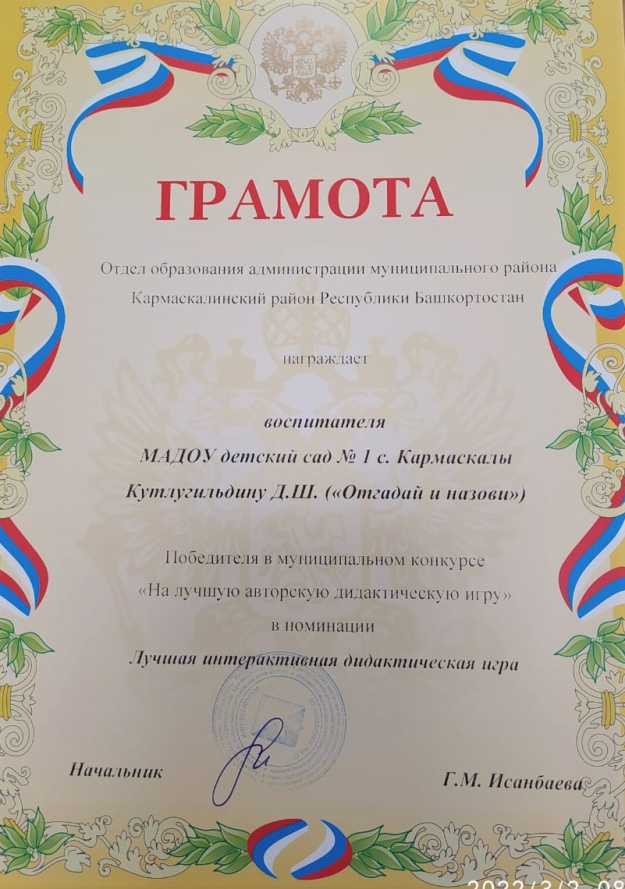 ГРАМОТА
Отдел образования администрации муниципального района
Кармаскалинский район Республики Башкортостан
награждает
воспитателя
МАДОУ детский сад № 1 с. Кармаскалы
Кутлугильдину Д.Ш. («Отгадай и назови»)
Победителя в муниципальном конкурсе
«На лучшую авторскую дидактическую игру»
в номинации
Лучшая интерактивная дидактическая игра
Начальник
Г.М. Исанбаева